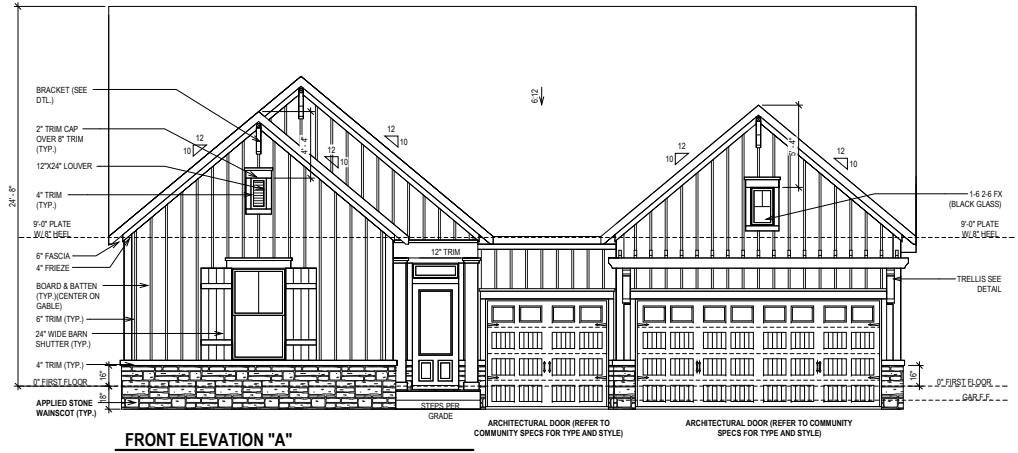 24'- 8"
BRACKET (SEE
DTL.)
2" TRIM CAP
OVER 8" TRIM
(TYP.)
12"X24" LOUVER
4" TRIM
(TYP.)
9'-0" PLATE
W/ 8" HEEL
6" FASCIA
4" FRIEZE
BOARD & BATTEN
(TYP.)(CENTER ON
GABLE)
6" TRIM (TYP.)
24" WIDE BARN
SHUTTER (TYP.)
4" TRIM (TYP.)
0" FIRST FLOOR
APPLIED STONE
WAINSCOT (TYP.)
16"
18"
12
10
4' - 4"
12
10
12
10
6:12
12" TRIM
STEPS PER
GRADE
12
10
5' - 4"
12
10
1-6 2-6 FX
(BLACK GLASS)
9'-0" PLATE
W/ 8" HEEL
TRELLIS SEE
DETAIL
16"
0" FIRST FLOOR
GAR F.F.
ARCHITECTURAL DOOR (REFER TO
COMMUNITY SPECS FOR TYPE AND STYLE)
ARCHITECTURAL DOOR (REFER TO COMMUNITY
SPECS FOR TYPE AND STYLE)
FRONT ELEVATION "A"